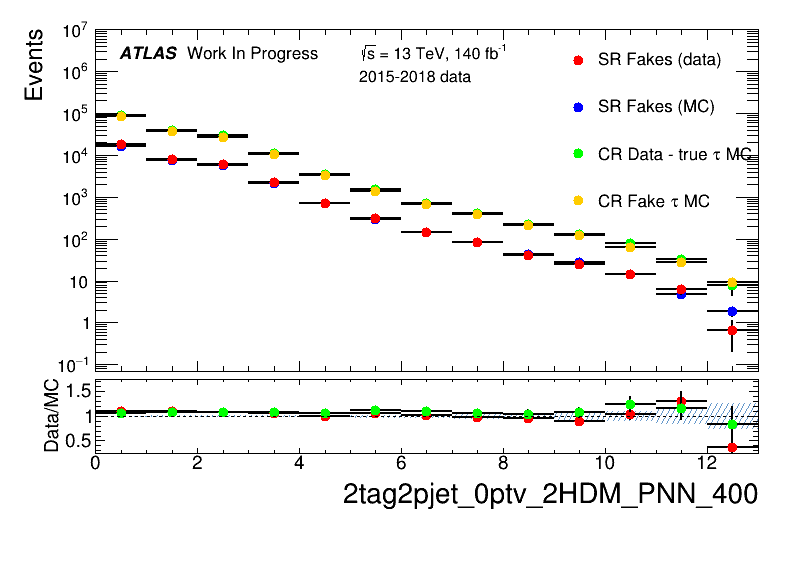 10⁷
10⁶
10⁵
10⁴
10³
10²
10
1
10⁻¹
Events
ATLAS Work In Progress
√s = 13 TeV, 140 fb⁻¹
2015-2018 data
SR Fakes (data)
SR Fakes (MC)
CR Data - true τ MC
CR Fake τ MC
1.5
1
0.5
Data/MC
0 2 4 6 8 10 12
2tag2pjet_0ptv_2HDM_PNN_400